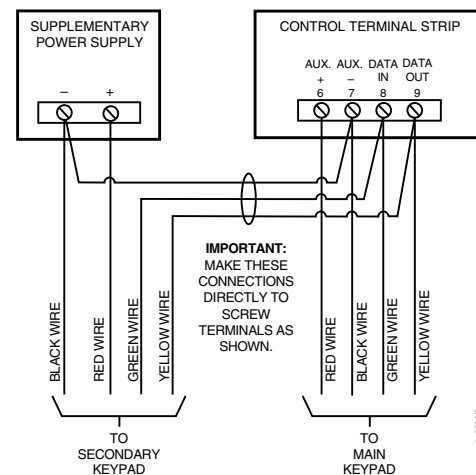 SUPPLEMENTARY
POWER SUPPLY
– +
CONTROL TERMINAL STRIP
AUX. AUX. DATA DATA
+ – IN OUT
6 7 8 9
IMPORTANT:
MAKE THESE
CONNECTIONS
DIRECTLY TO
SCREW
TERMINALS AS
SHOWN.
BLACK WIRE
RED WIRE
GREEN WIRE
YELLOW WIRE
RED WIRE
BLACK WIRE
GREEN WIRE
YELLOW WIRE
TO
SECONDARY
KEYPAD
TO
MAIN
KEYPAD